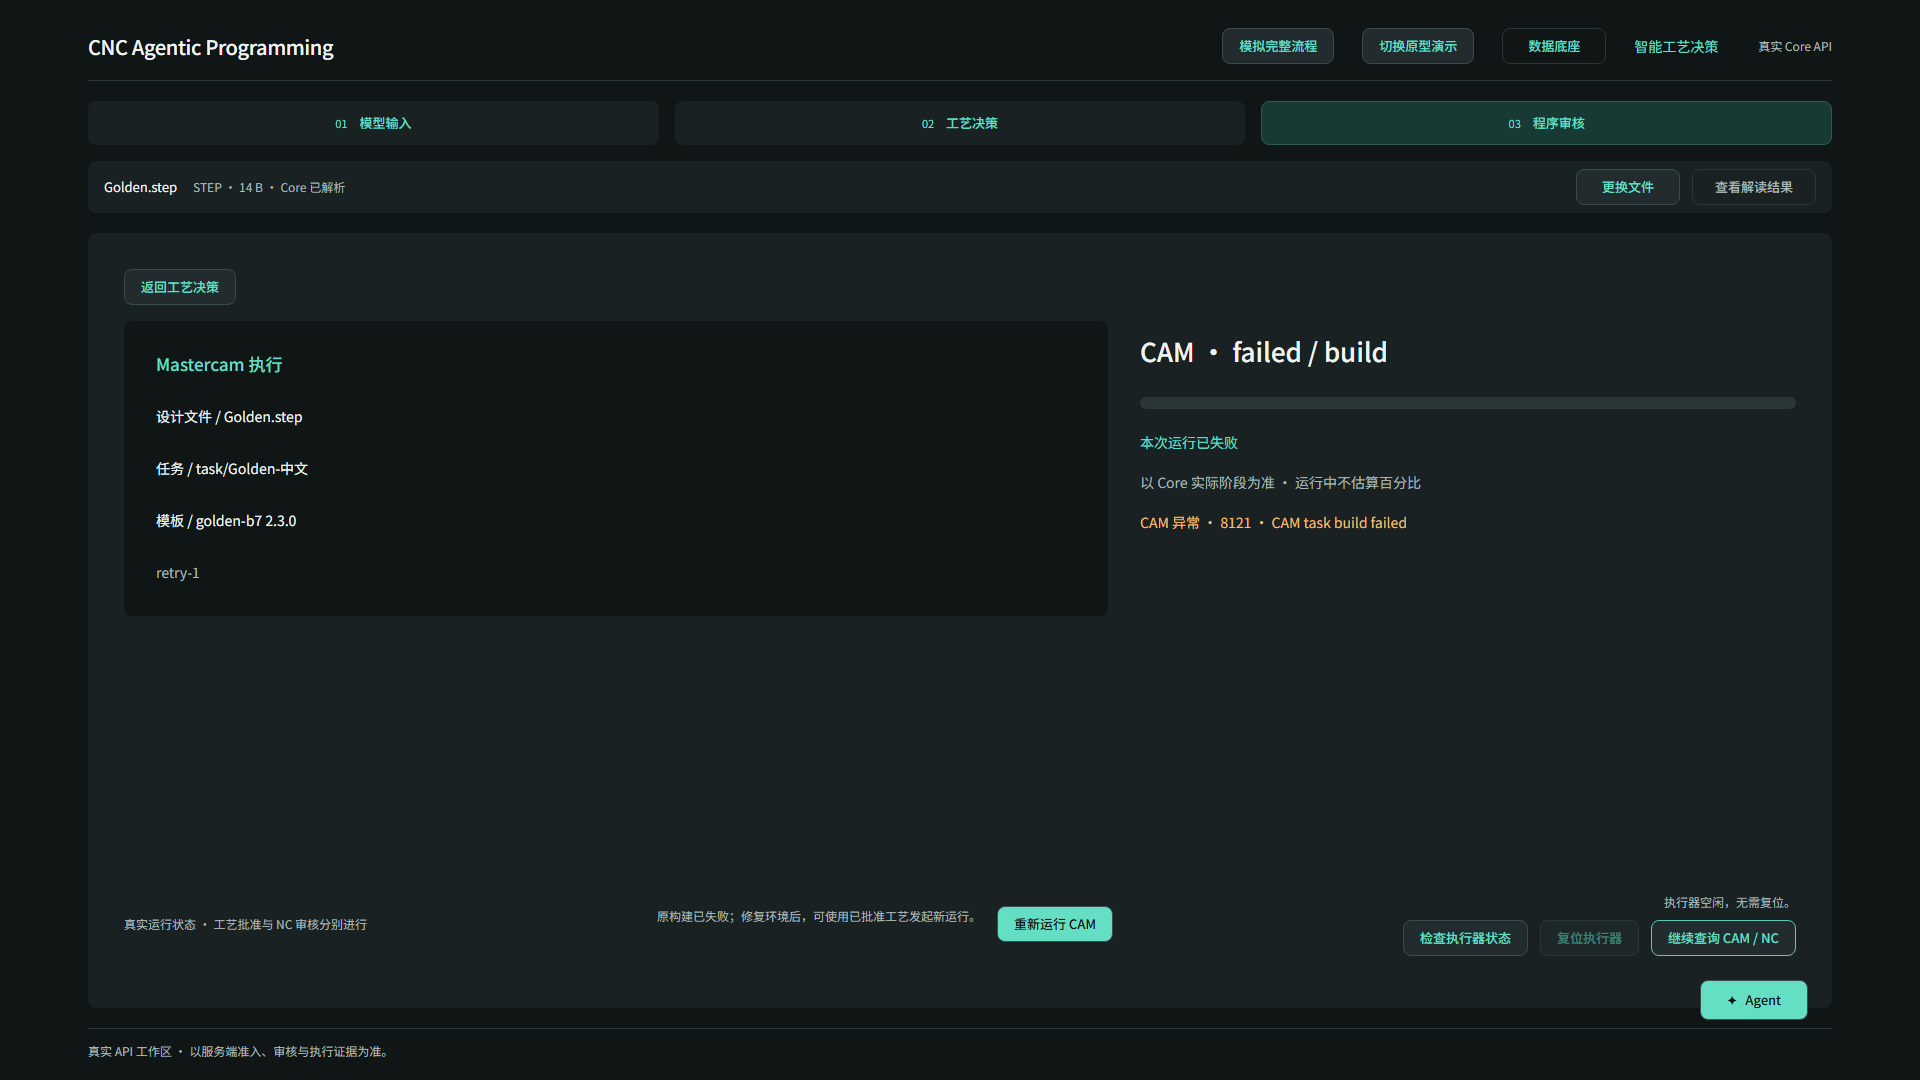 CNC Agentic Programming
模拟完整流程
切换原型演示
数据底座
智能工艺决策
真实 Core API
01 模型输入
02 工艺决策
03 程序审核
Golden.step STEP • 14 B • Core 已解析
更换文件
查看解读结果
返回工艺决策
Mastercam 执行
设计文件 / Golden.step
任务 / task/Golden-中文
模板 / golden-b7 2.3.0
retry-1
CAM • failed / build
本次运行已失败
以 Core 实际阶段为准 • 运行中不估算百分比
CAM 异常 • 8121 • CAM task build failed
真实运行状态 • 工艺批准与 NC 审核分别进行
原构建已失败；修复环境后，可使用已批准工艺发起新运行。
重新运行 CAM
执行器空闲，无需复位。
检查执行器状态
复位执行器
继续查询 CAM / NC
✦ Agent
真实 API 工作区 • 以服务端准入、审核与执行证据为准。